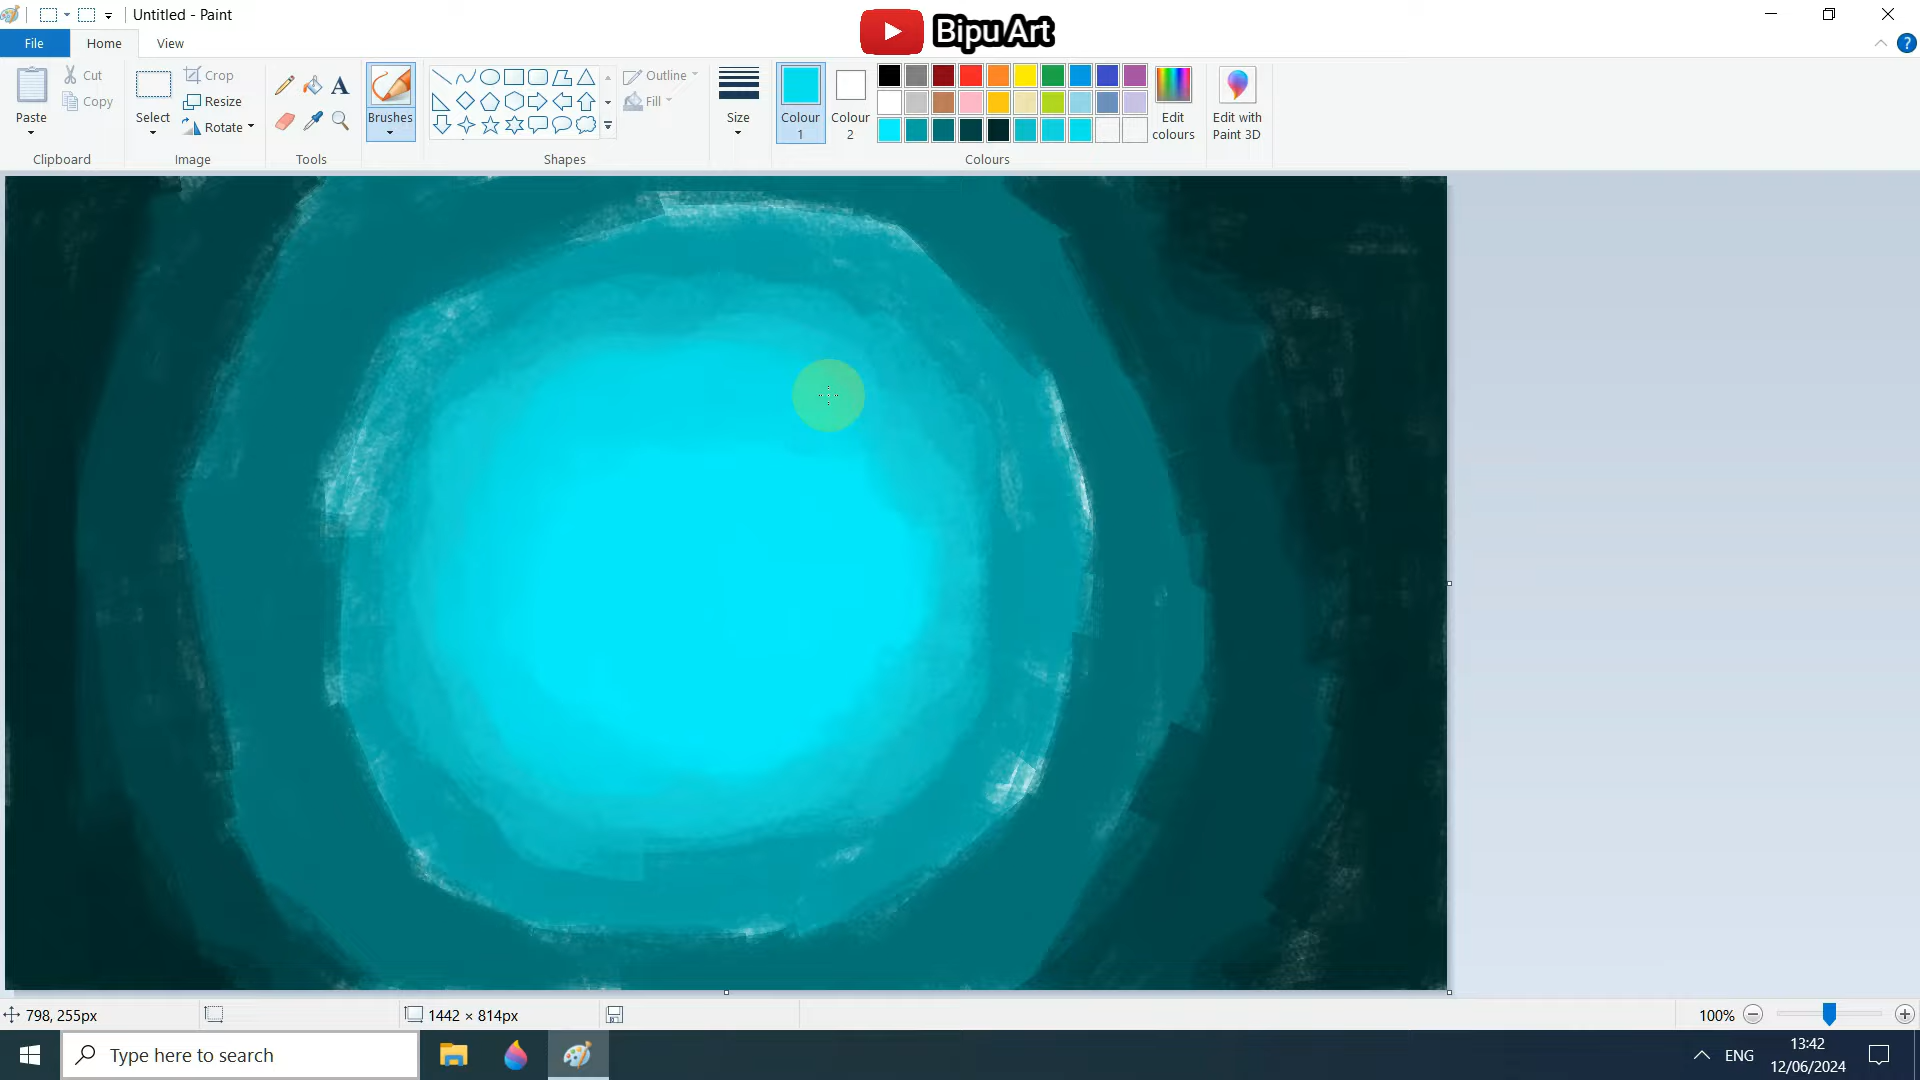 Untitled - Paint
Bipu Art
File
Home
View
Paste
Cut
Copy
Clipboard
Select
Crop
Resize
Rotate
Image
A
Tools
Brushes
Outline
Fill
Shapes
Size
Colour
1
Colour
2
Edit
colours
Colours
Edit with
Paint 3D
?
798, 255px
1442 × 814px
100%
Type here to search
ENG
13:42
12/06/2024